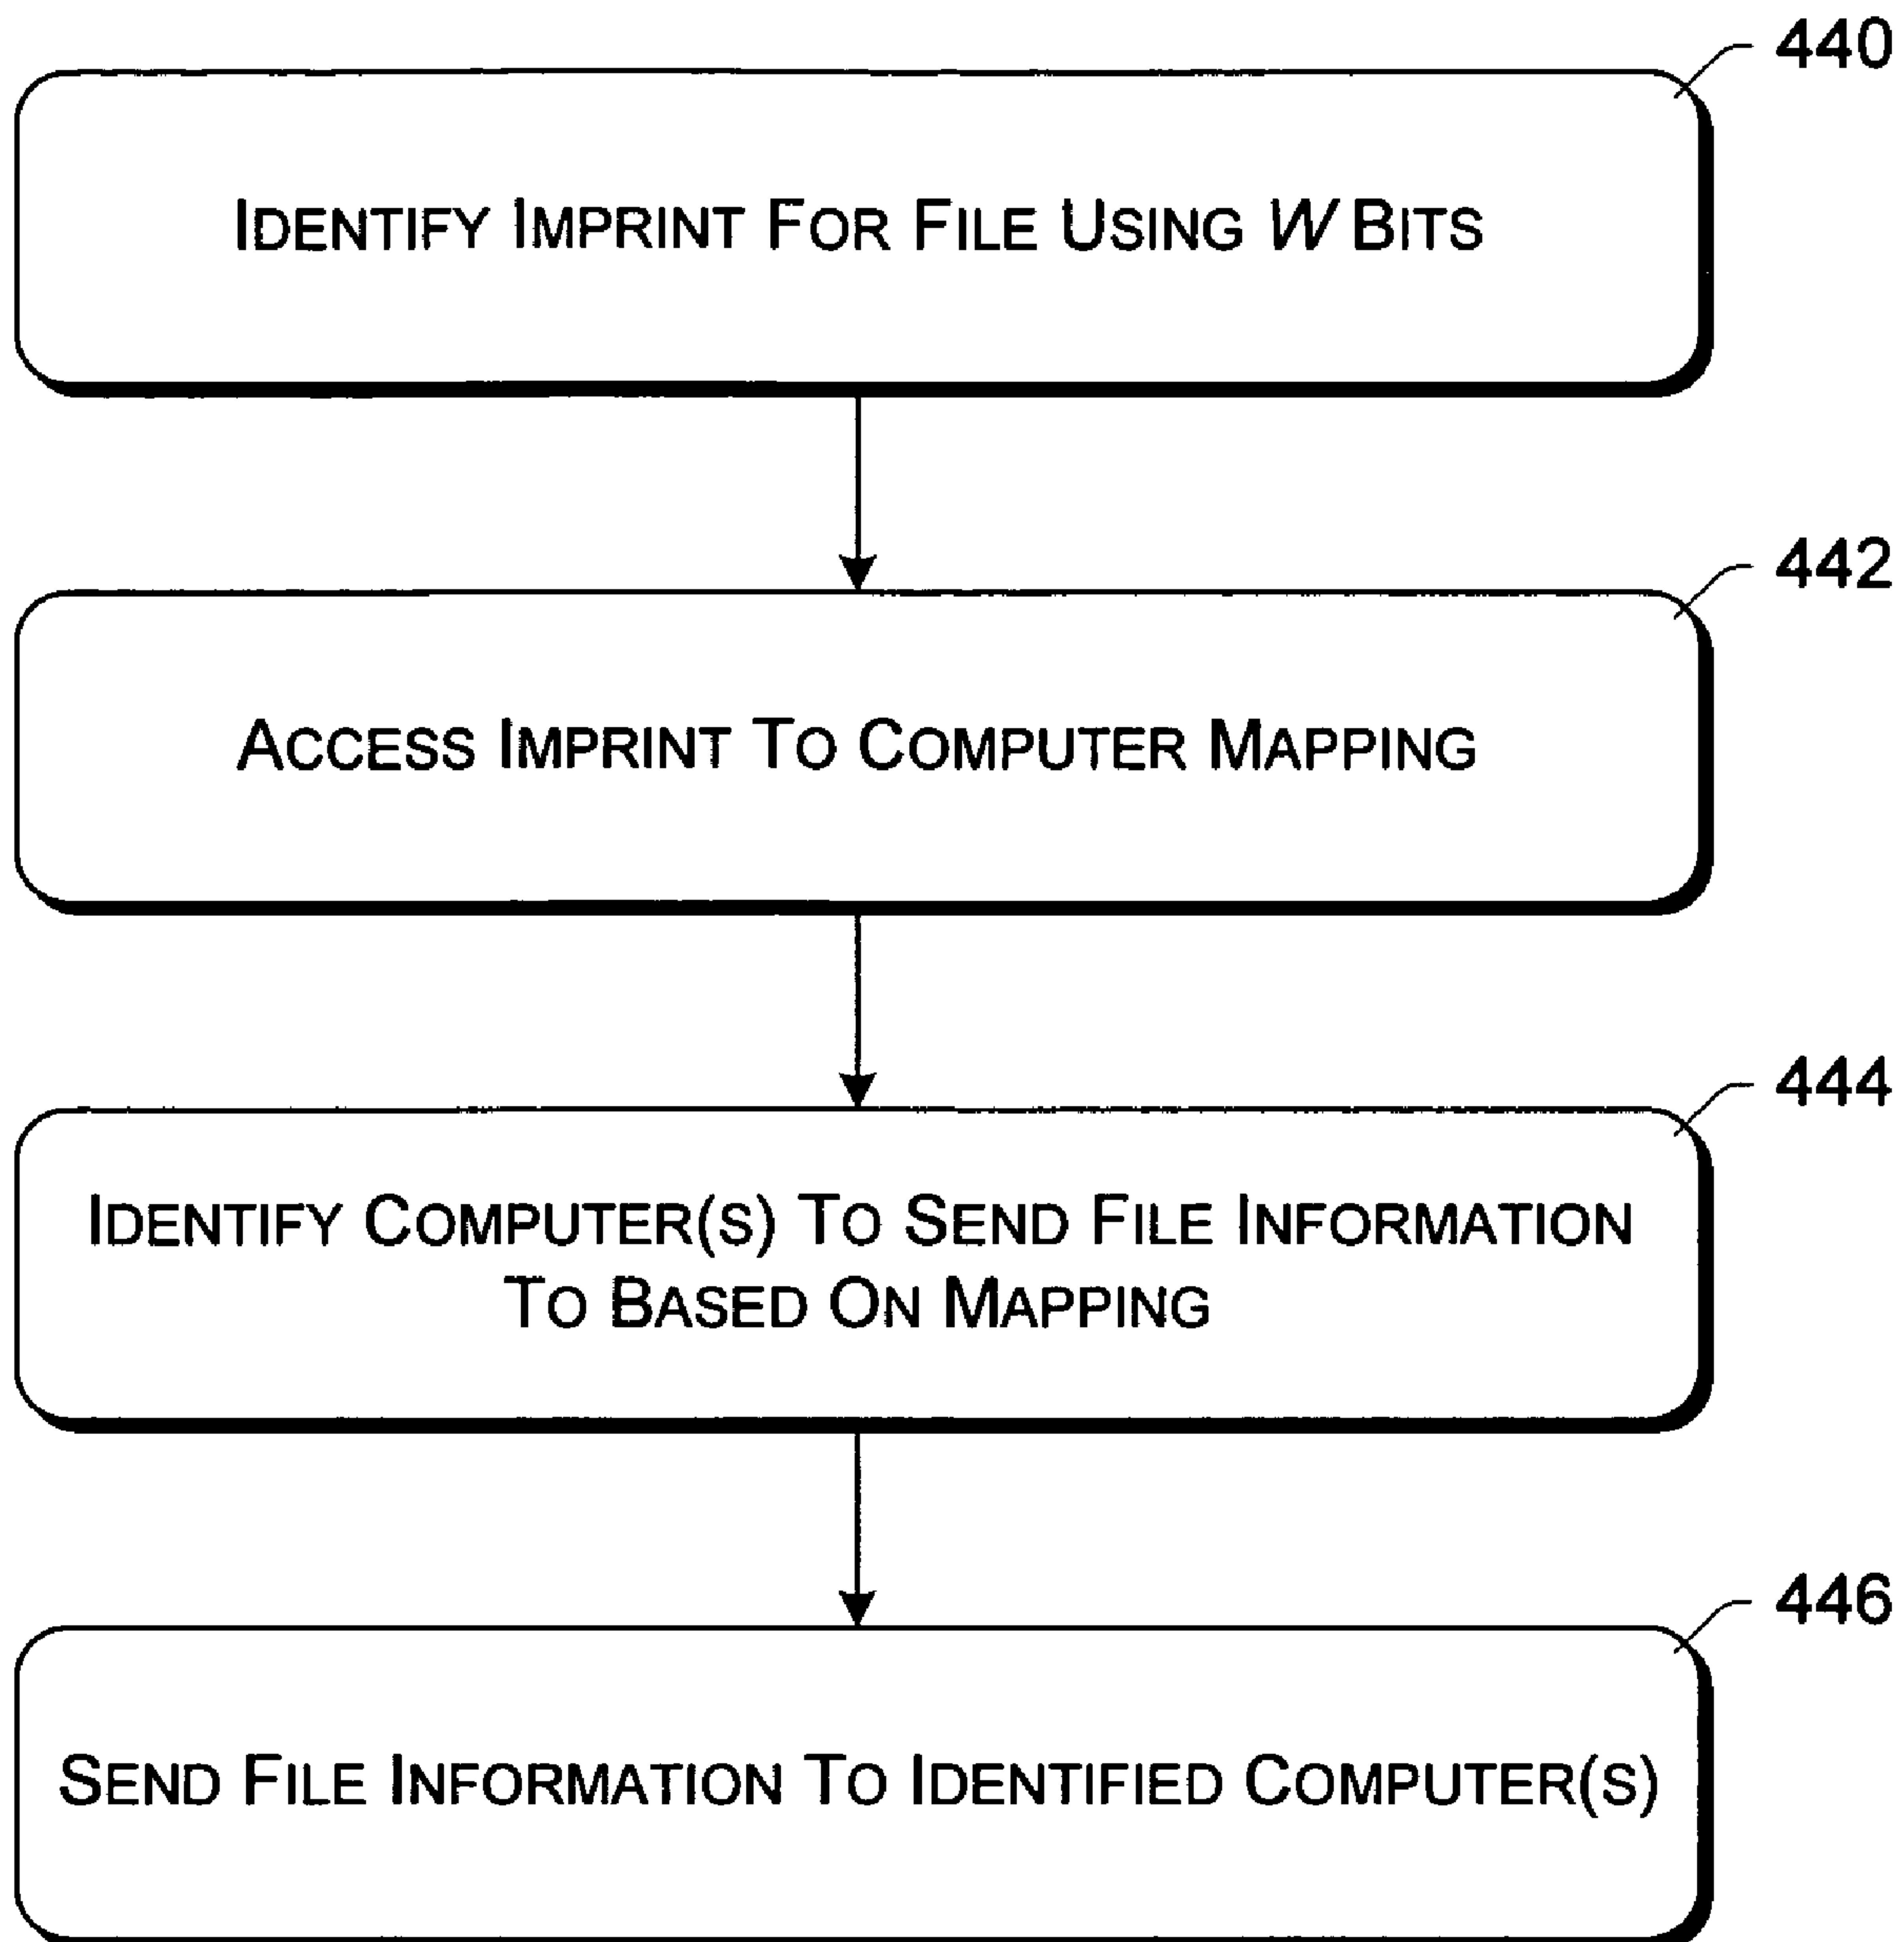 440
IDENTIFY IMPRINT FOR FILE USING W BITS
442
ACCESS IMPRINT TO COMPUTER MAPPING
444
IDENTIFY COMPUTER(S) TO SEND FILE INFORMATION
TO BASED ON MAPPING
446
SEND FILE INFORMATION TO IDENTIFIED COMPUTER(S)